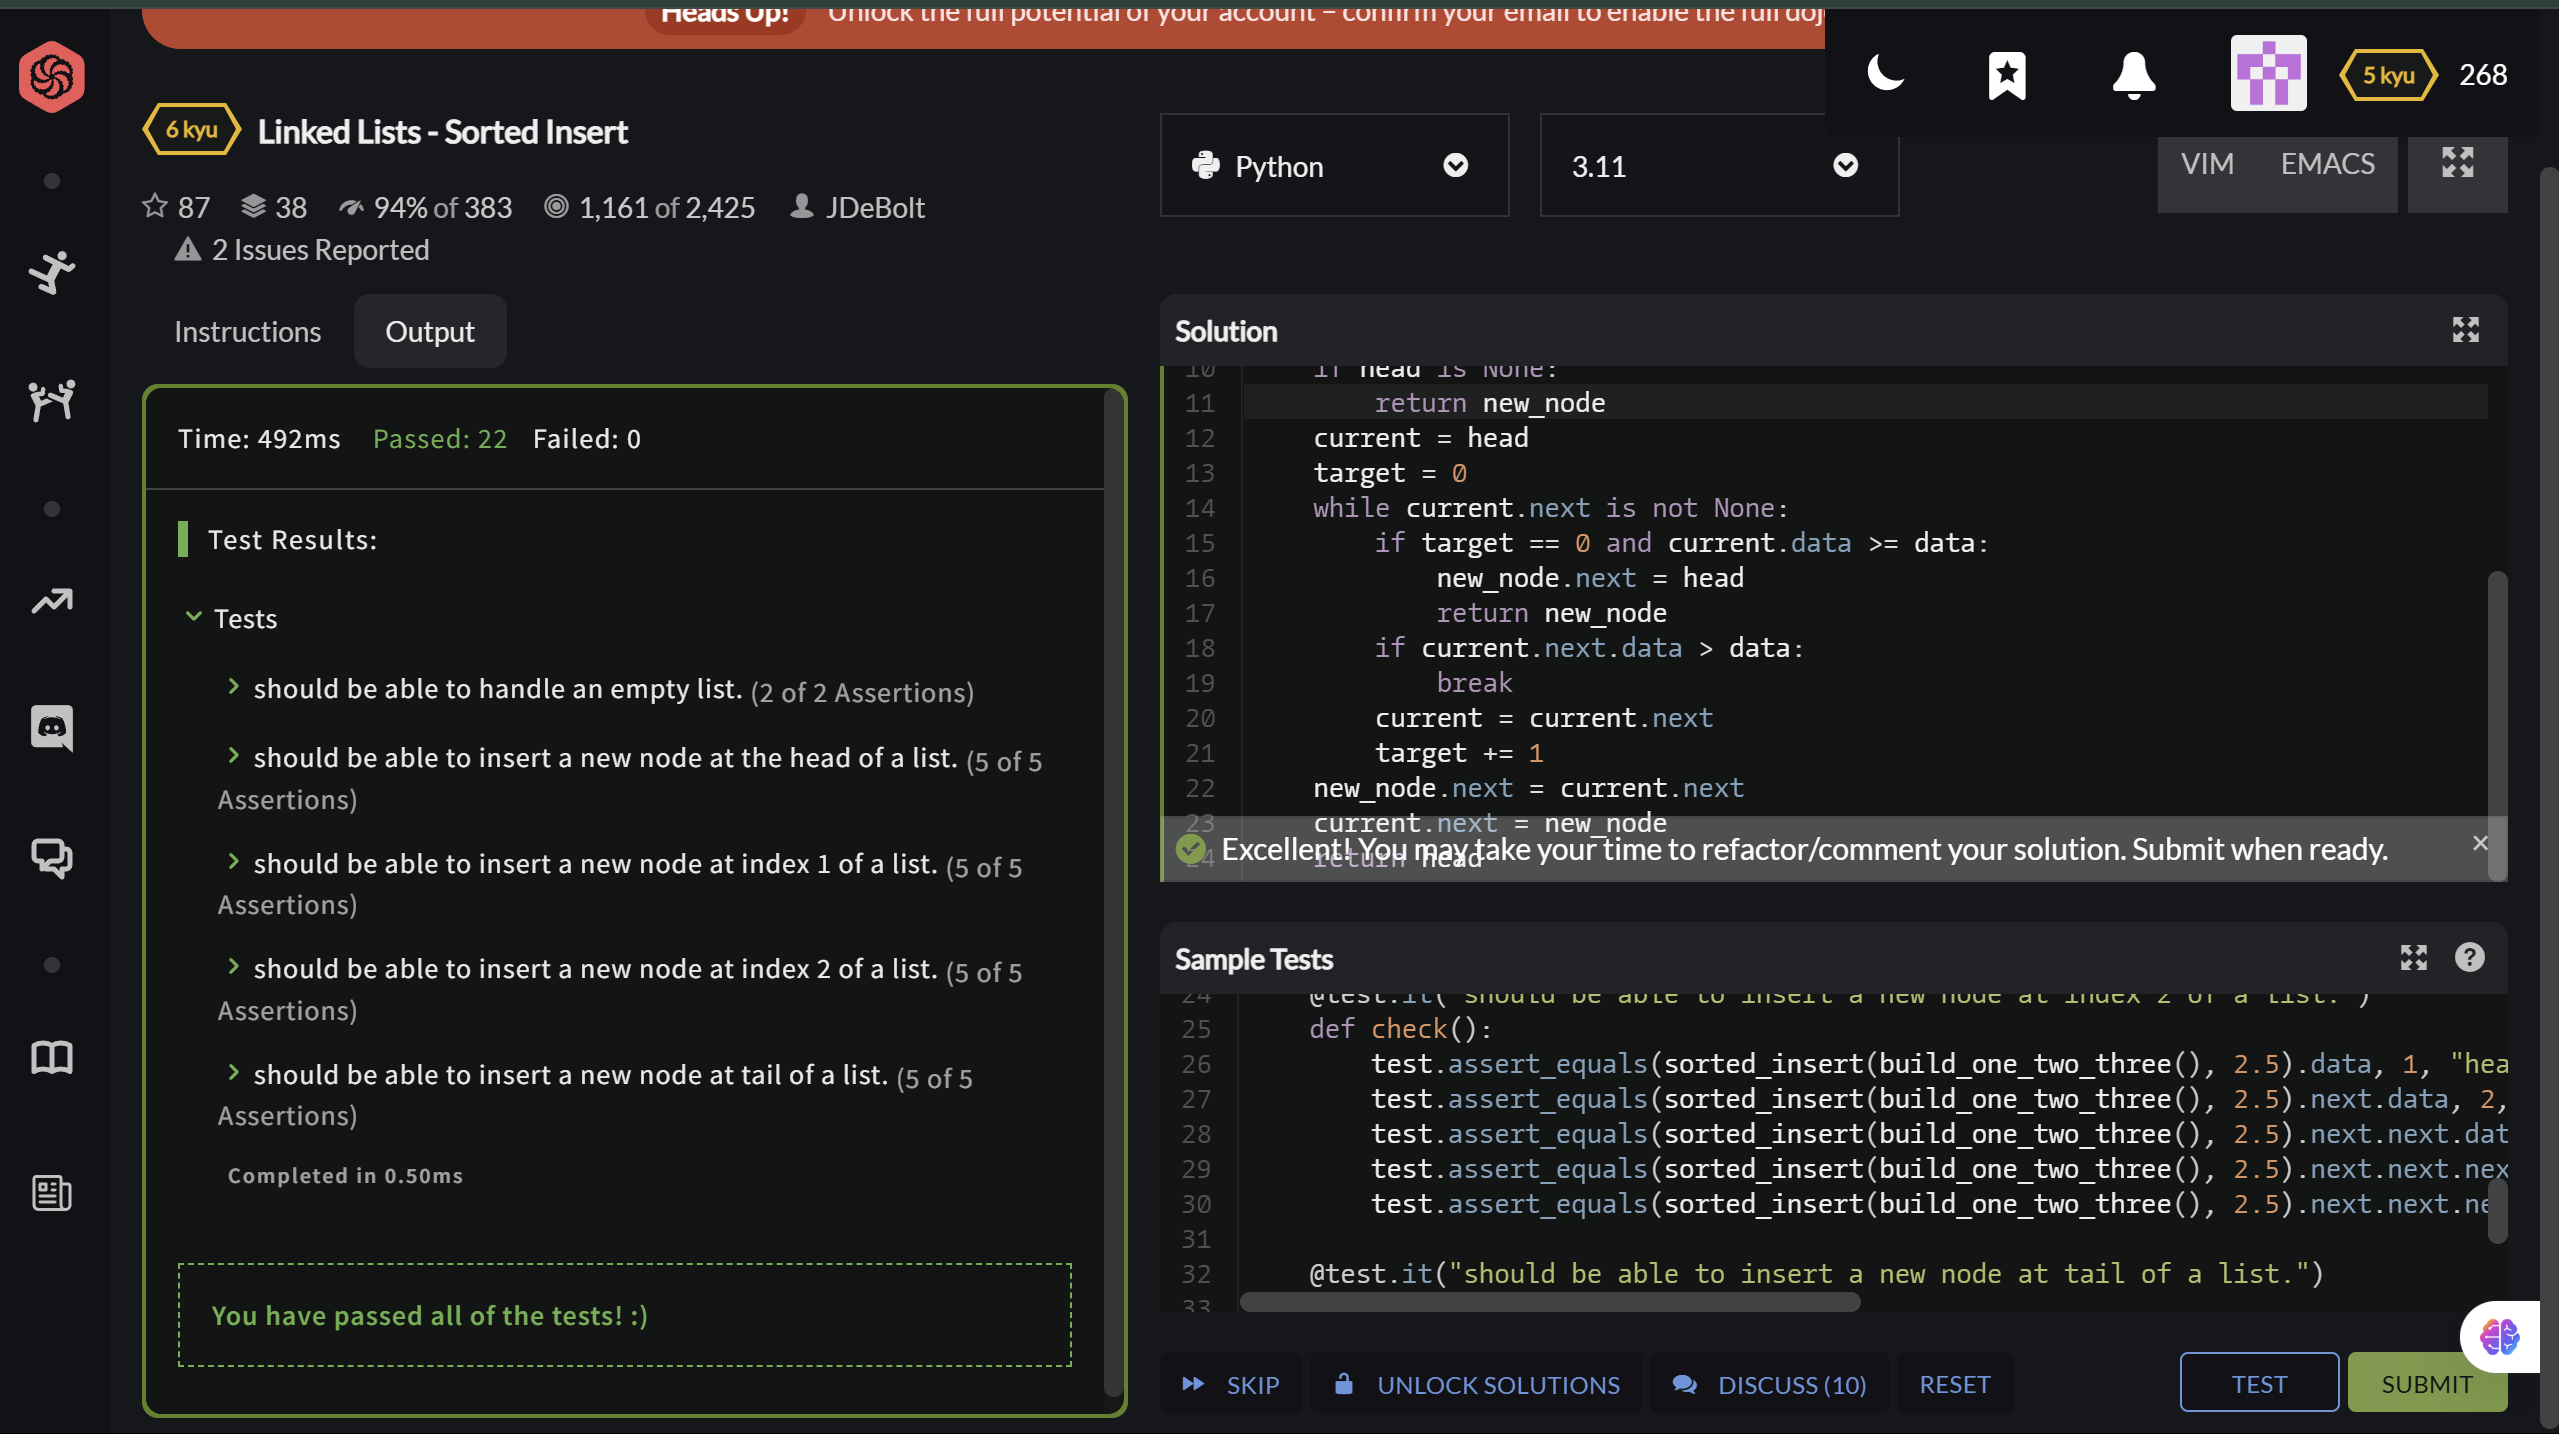 Heads Up! Unlock the full potential of your account – confirm your email to enable the full doj
5 kyu 268
6 kyu Linked Lists - Sorted Insert
87 38 94% of 383 1,161 of 2,425 JDeBolt
2 Issues Reported
Python 3.11 VIM EMACS
Instructions Output
Time: 492ms Passed: 22 Failed: 0
Test Results:
Tests
should be able to handle an empty list. (2 of 2 Assertions)
should be able to insert a new node at the head of a list. (5 of 5
Assertions)
should be able to insert a new node at index 1 of a list. (5 of 5
Assertions)
should be able to insert a new node at index 2 of a list. (5 of 5
Assertions)
should be able to insert a new node at tail of a list. (5 of 5
Assertions)
Completed in 0.50ms
You have passed all of the tests! :)
Solution
10 if head is None:
11 return new_node
12 current = head
13 target = 0
14 while current.next is not None:
15 if target == 0 and current.data >= data:
16 new_node.next = head
17 return new_node
18 if current.next.data > data:
19 break
20 current = current.next
21 target += 1
22 new_node.next = current.next
23 current.next = new_node
24 return head
Excellent! You may take your time to refactor/comment your solution. Submit when ready.
Sample Tests
24 @test.it("should be able to insert a new node at index 2 of a list.")
25 def check():
26 test.assert_equals(sorted_insert(build_one_two_three(), 2.5).data, 1, "hea
27 test.assert_equals(sorted_insert(build_one_two_three(), 2.5).next.data, 2,
28 test.assert_equals(sorted_insert(build_one_two_three(), 2.5).next.next.dat
29 test.assert_equals(sorted_insert(build_one_two_three(), 2.5).next.next.nex
30 test.assert_equals(sorted_insert(build_one_two_three(), 2.5).next.next.ne
31
32 @test.it("should be able to insert a new node at tail of a list.")
33
SKIP UNLOCK SOLUTIONS DISCUSS (10) RESET TEST SUBMIT